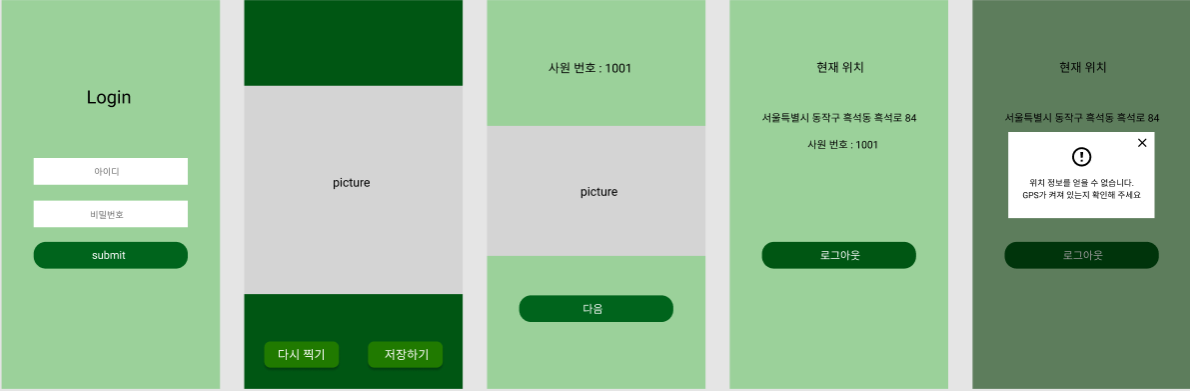 Login
아이디
비밀번호
submit
picture
다시 찍기
저장하기
사원 번호 : 1001
picture
다음
현재 위치
서울특별시 동작구 흑석동 흑석로 84
사원 번호 : 1001
로그아웃
현재 위치
서울특별시 동작구 흑석동 흑석로 84
위치 정보를 얻을 수 없습니다.
GPS가 켜져 있는지 확인해 주세요
로그아웃